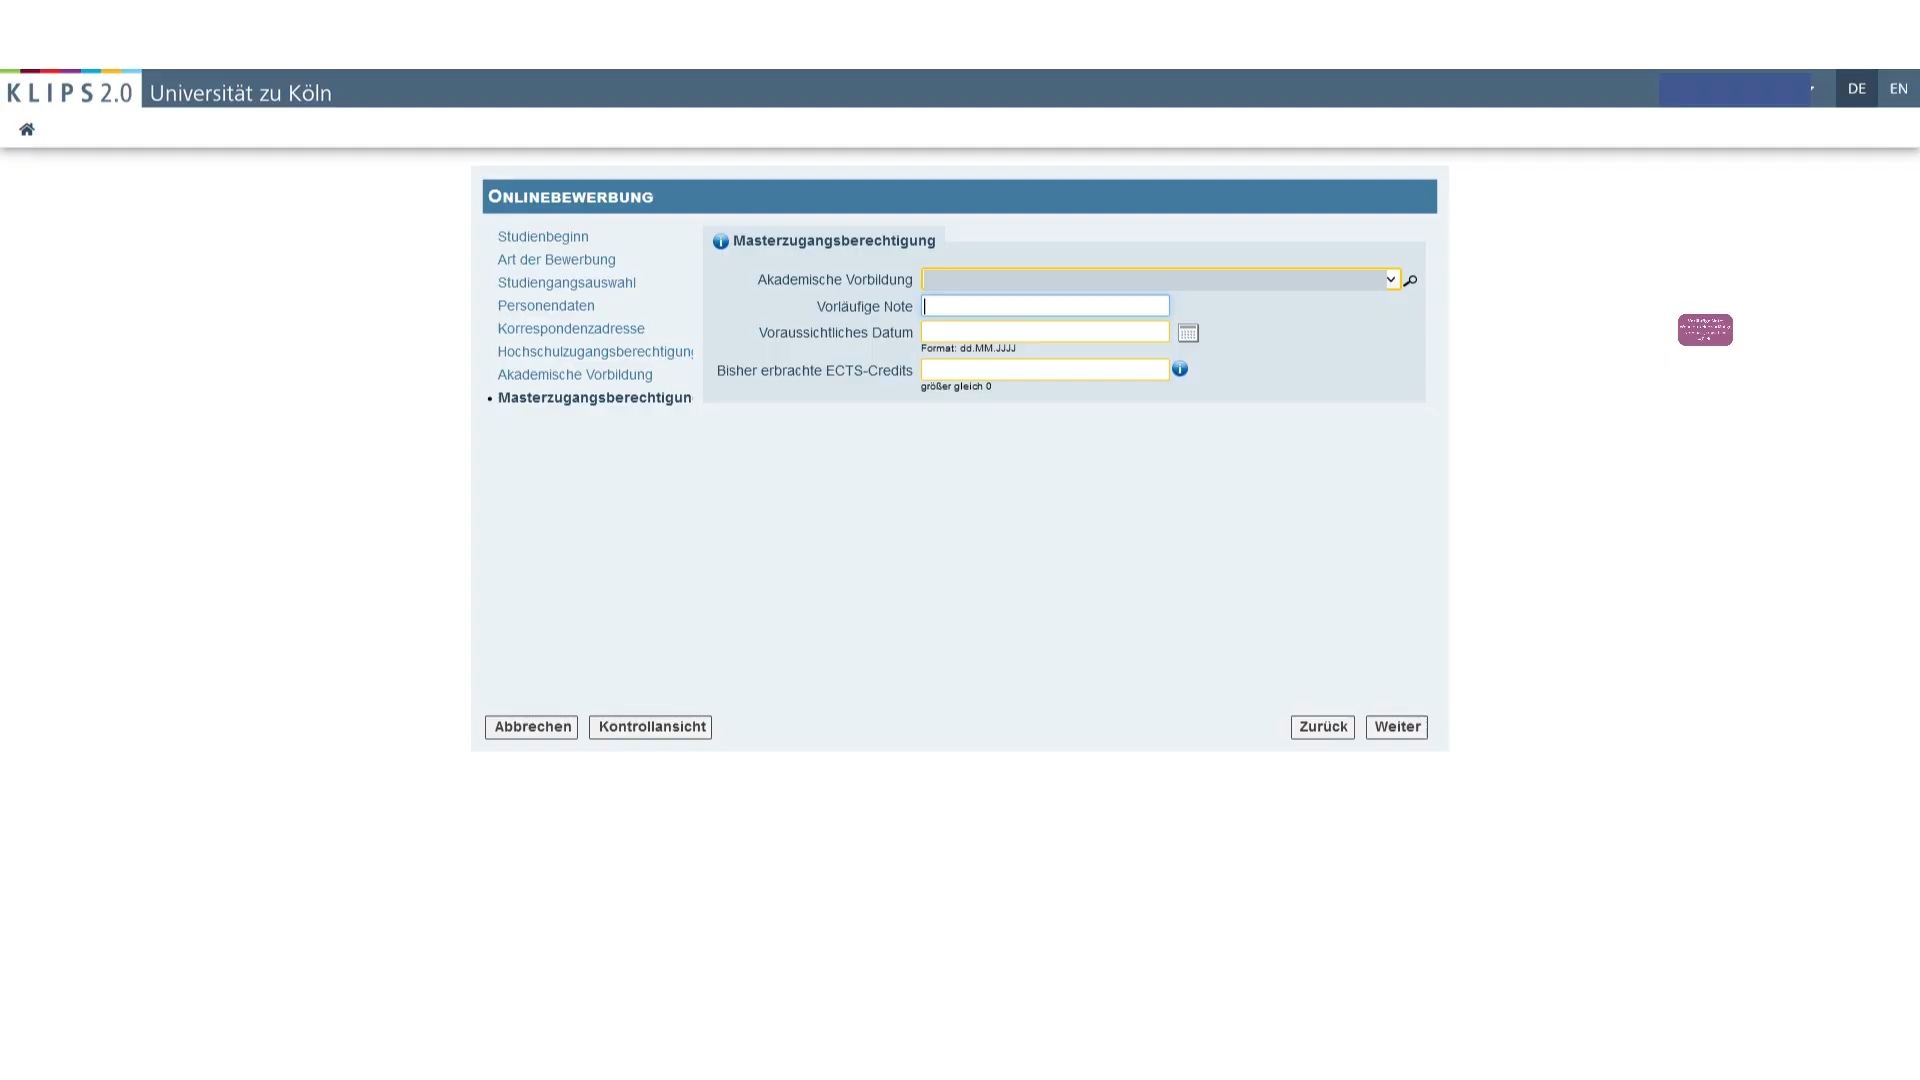 KLIPS 2.0 Universität zu Köln
DE EN
ONLINEBEWERBUNG
Studienbeginn
Art der Bewerbung
Studiengangsauswahl
Personendaten
Korrespondenzadresse
Hochschulzugangsberechtigung
Akademische Vorbildung
• Masterzugangsberechtigun
Masterzugangsberechtigung
Akademische Vorbildung
Vorläufige Note
Voraussichtliches Datum
Format: dd.MM.JJJJ
Bisher erbrachte ECTS-Credits
größer gleich 0
Abbrechen Kontrollansicht Zurück Weiter
Vorläufige Note